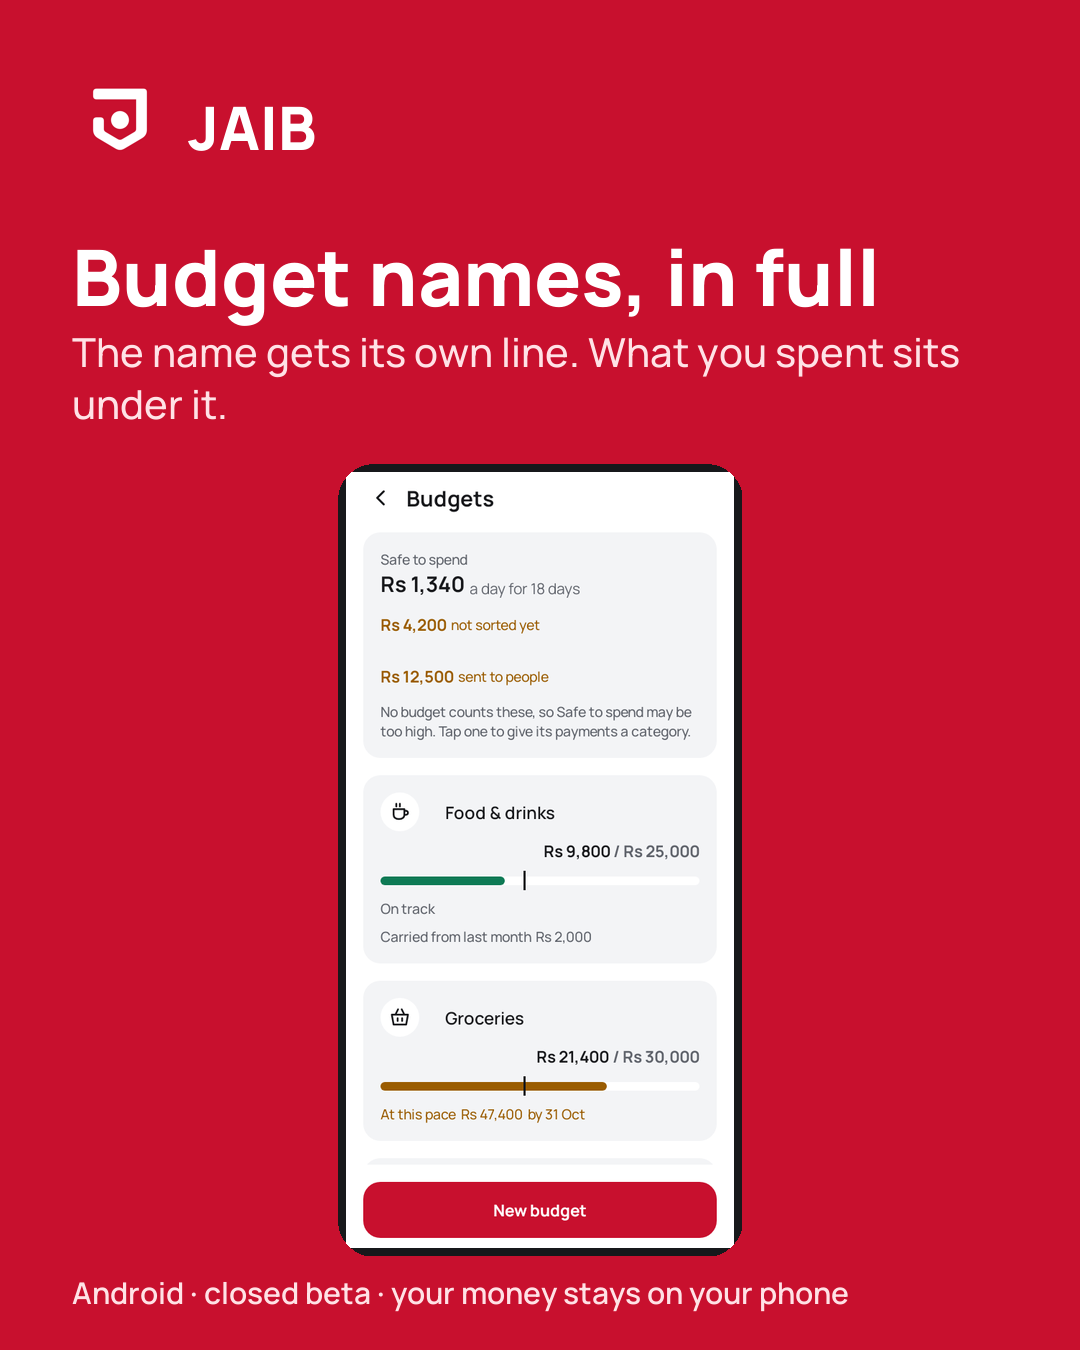 JAIB
Budget names, in full
The name gets its own line. What you spent sits
under it.
Budgets
Safe to spend
Rs 1,340 a day for 18 days
Rs 4,200 not sorted yet
Rs 12,500 sent to people
No budget counts these, so Safe to spend may be
too high. Tap one to give its payments a category.
Food & drinks
Rs 9,800 / Rs 25,000
On track
Carried from last month Rs 2,000
Groceries
Rs 21,400 / Rs 30,000
At this pace Rs 47,400 by 31 Oct
New budget
Android · closed beta · your money stays on your phone